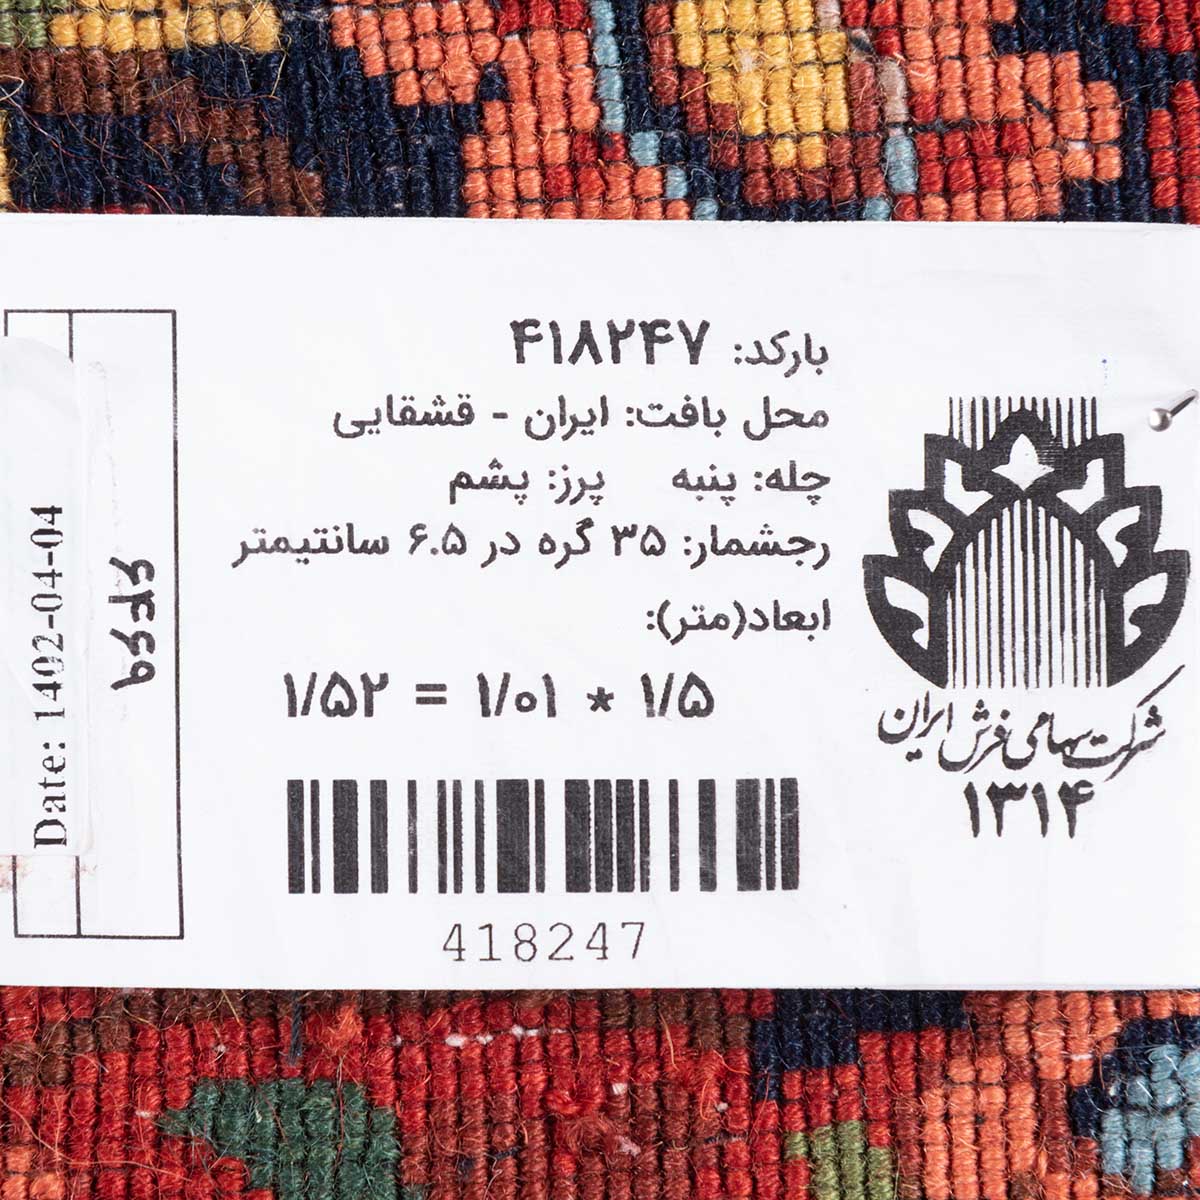 بارکد: ۴۱۸۲۴۷
محل بافت: ایران - قشقایی
چله: پنبه پرز: پشم
رجشمار: ۳۵ گره در ۶.۵ سانتیمتر
ابعاد(متر):
۱/۵ * ۱/۰۱ = ۱/۵۲
418247
شرکت سهامی فرش ایران
۱۳۱۴
Date: 1402-04-04
۶۴۶۹